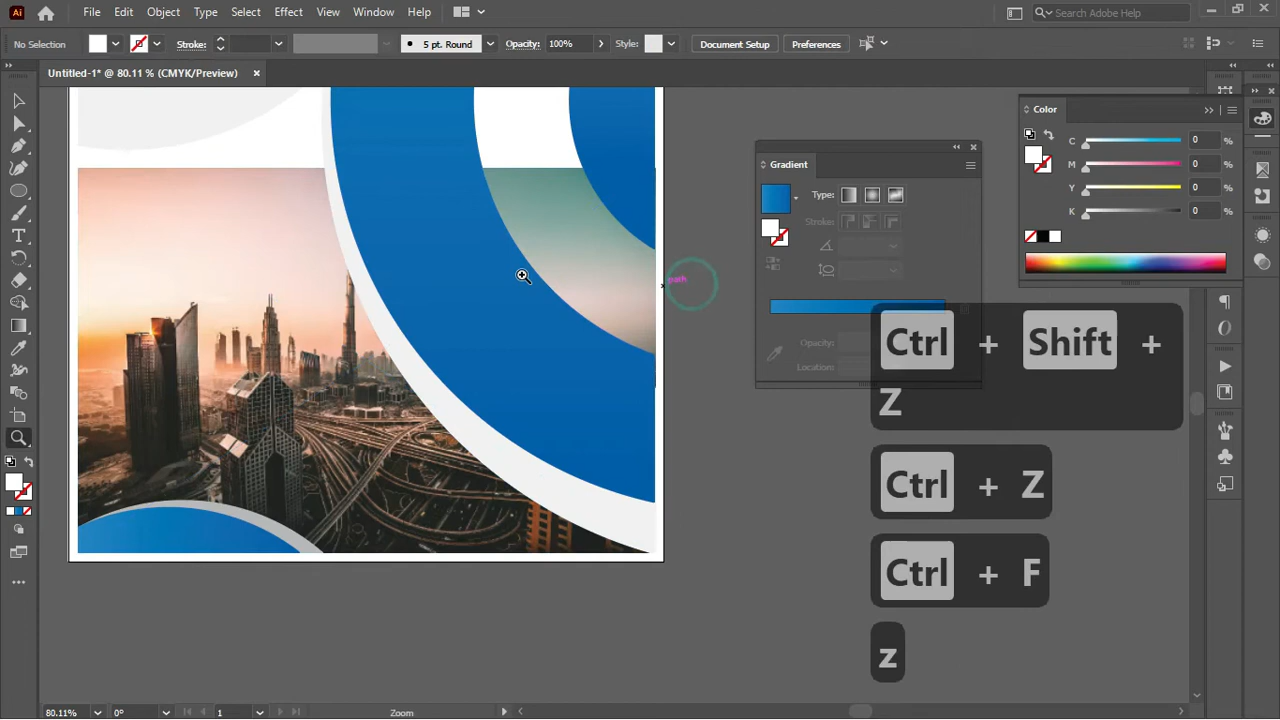 Ai File Edit Object Type Select Effect View Window Help Search Adobe Help
No Selection Stroke: 5 pt. Round Opacity: 100% Style: Document Setup Preferences
Untitled-1* @ 80.11 % (CMYK/Preview)
Color
C 0 %
M 0 %
Y 0 %
K 0 %
Gradient
Type:
Stroke:
Opacity:
Location:
path
Ctrl + Shift +
Z
Ctrl + Z
Ctrl + F
z
80.11% 0° 1 Zoom